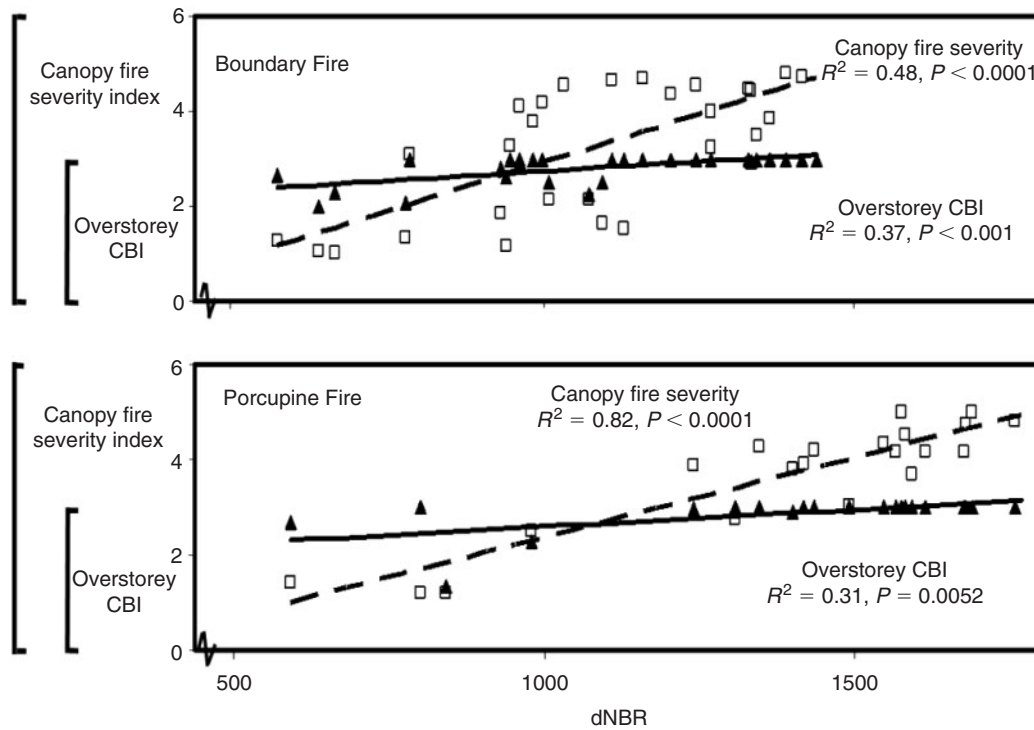 6
Canopy fire
severity index
Boundary Fire
Canopy fire severity
R² = 0.48, P < 0.0001
4
2
Overstorey
CBI
Overstorey CBI
R² = 0.37, P < 0.001
0
6
Canopy fire
severity index
Porcupine Fire
Canopy fire severity
R² = 0.82, P < 0.0001
4
2
Overstorey
CBI
Overstorey CBI
R² = 0.31, P = 0.0052
0
500 1000 1500
dNBR